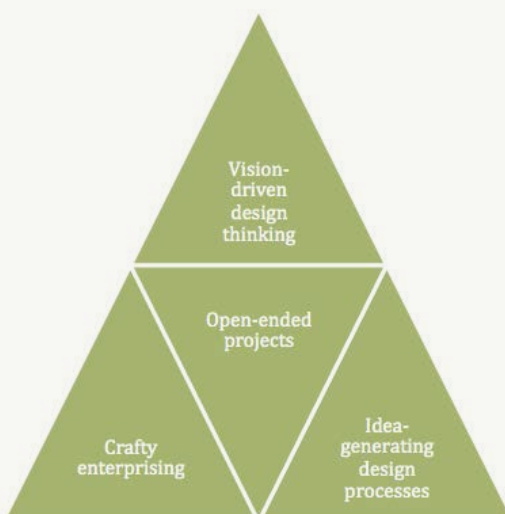 Vision-
driven
design
thinking
Open-ended
projects
Crafty
enterprising
Idea-
generating
design
processes